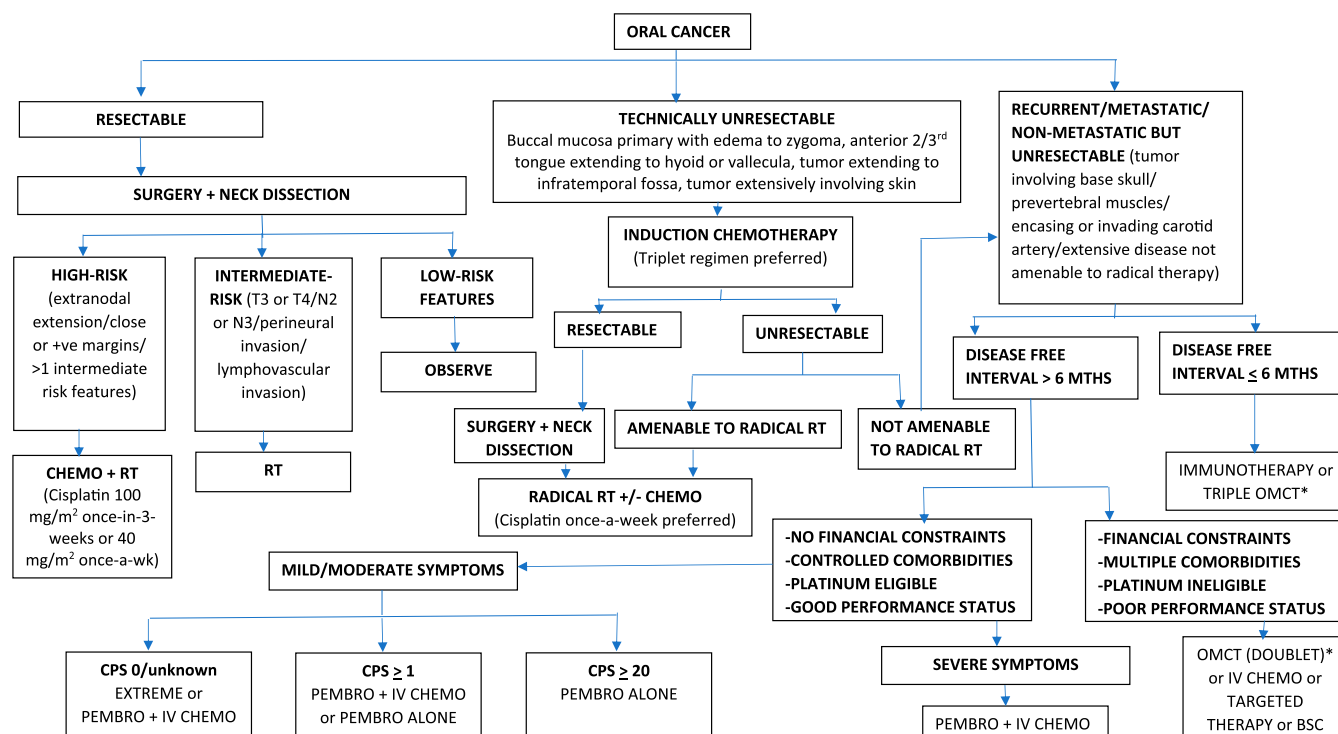 ORAL CANCER
RESECTABLE
SURGERY + NECK DISSECTION
HIGH-RISK
(extranodal
extension/close
or +ve margins/
>1 intermediate
risk features)
CHEMO + RT
(Cisplatin 100
mg/m² once-in-3-
weeks or 40
mg/m² once-a-wk)
INTERMEDIATE-
RISK (T3 or T4/N2
or N3/perineural
invasion/
lymphovascular
invasion)
RT
LOW-RISK
FEATURES
OBSERVE
TECHNICALLY UNRESECTABLE
Buccal mucosa primary with edema to zygoma, anterior 2/3rd
tongue extending to hyoid or vallecula, tumor extending to
infratemporal fossa, tumor extensively involving skin
INDUCTION CHEMOTHERAPY
(Triplet regimen preferred)
RESECTABLE
UNRESECTABLE
SURGERY + NECK
DISSECTION
AMENABLE TO RADICAL RT
NOT AMENABLE
TO RADICAL RT
RADICAL RT +/- CHEMO
(Cisplatin once-a-week preferred)
RECURRENT/METASTATIC/
NON-METASTATIC BUT
UNRESECTABLE (tumor
involving base skull/
prevertebral muscles/
encasing or invading carotid
artery/extensive disease not
amenable to radical therapy)
DISEASE FREE
INTERVAL > 6 MTHS
DISEASE FREE
INTERVAL ≤ 6 MTHS
IMMUNOTHERAPY or
TRIPLE OMCT*
-NO FINANCIAL CONSTRAINTS
-CONTROLLED COMORBIDITIES
-PLATINUM ELIGIBLE
-GOOD PERFORMANCE STATUS
-FINANCIAL CONSTRAINTS
-MULTIPLE COMORBIDITIES
-PLATINUM INELIGIBLE
-POOR PERFORMANCE STATUS
MILD/MODERATE SYMPTOMS
CPS 0/unknown
EXTREME or
PEMBRO + IV CHEMO
CPS ≥ 1
PEMBRO + IV CHEMO
or PEMBRO ALONE
CPS ≥ 20
PEMBRO ALONE
SEVERE SYMPTOMS
PEMBRO + IV CHEMO
OMCT (DOUBLET)*
or IV CHEMO or
TARGETED
THERAPY or BSC